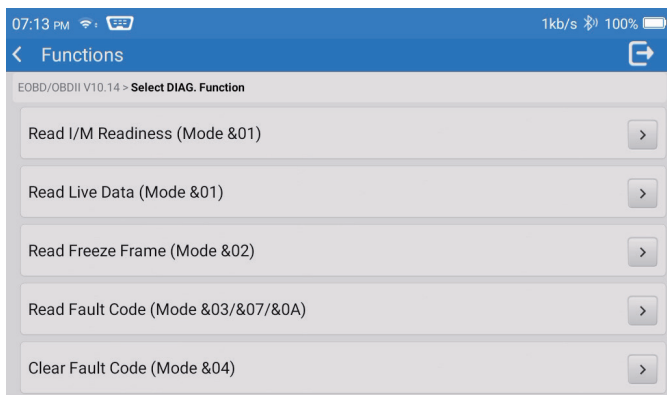 07:13 PM
1kb/s 100%
Functions
EOBD/OBDII V10.14 > Select DIAG. Function
Read I/M Readiness (Mode &01)
Read Live Data (Mode &01)
Read Freeze Frame (Mode &02)
Read Fault Code (Mode &03/&07/&0A)
Clear Fault Code (Mode &04)